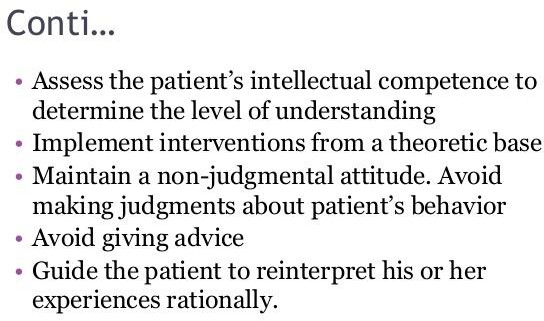 Conti...
• Assess the patient's intellectual competence to
determine the level of understanding
• Implement interventions from a theoretic base
• Maintain a non-judgmental attitude. Avoid
making judgments about patient's behavior
• Avoid giving advice
• Guide the patient to reinterpret his or her
experiences rationally.